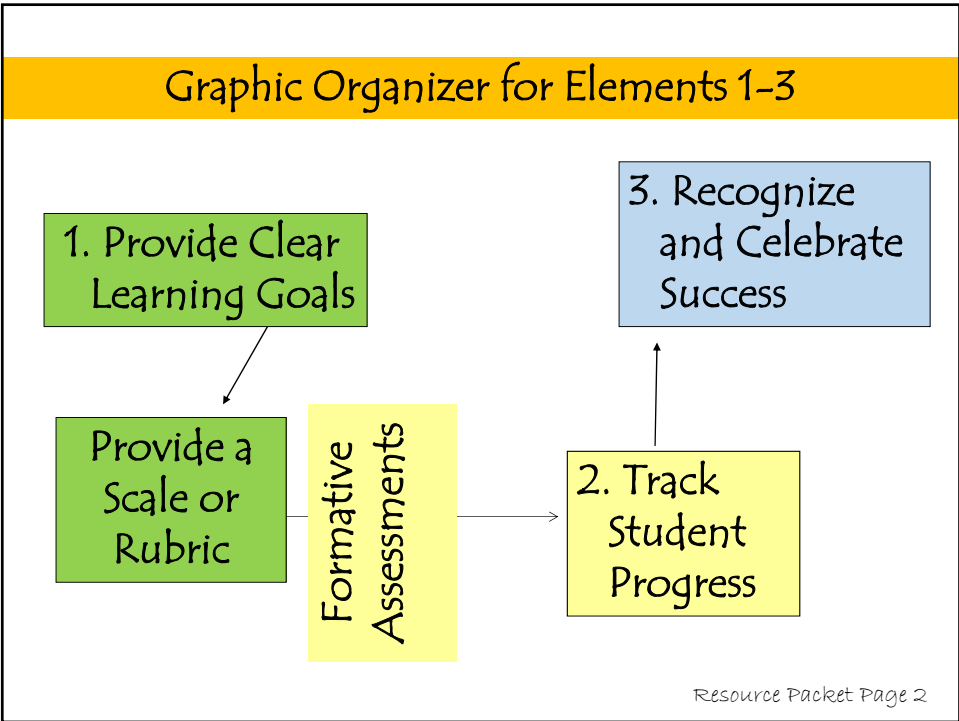 Graphic Organizer for Elements 1-3
1. Provide Clear
Learning Goals
Provide a
Scale or
Rubric
Formative
Assessments
2. Track
Student
Progress
3. Recognize
and Celebrate
Success
Resource Packet Page 2